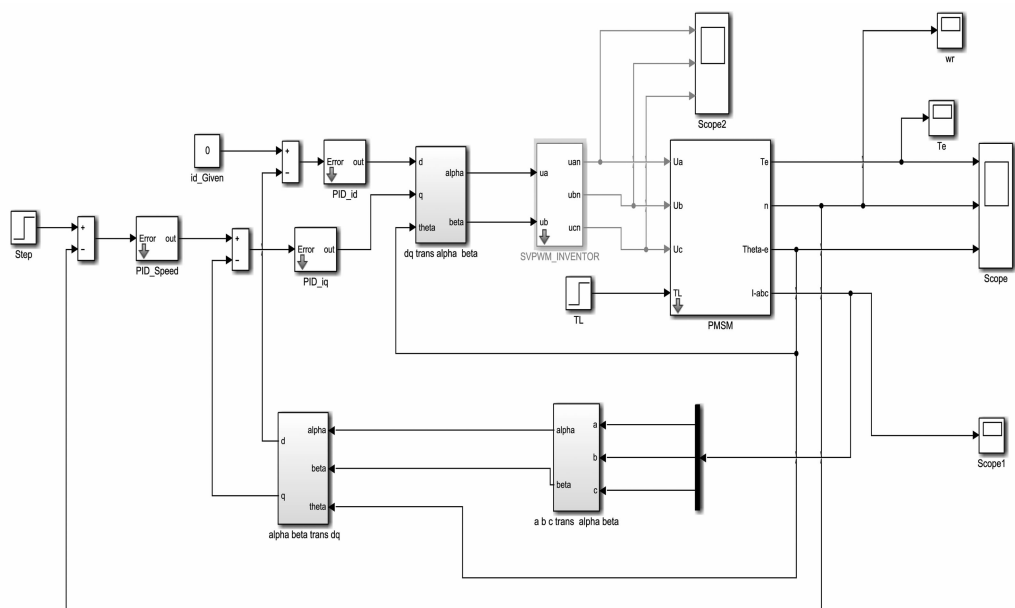 wr
Scope2
Te
0
id_Given
+
−
Error out
PID_id
d
q
theta
alpha
beta
dq trans alpha beta
ua
ub
uan
ubn
ucn
SVPWM_INVENTOR
Ua
Ub
Uc
TL
Te
n
Theta-e
I-abc
PMSM
Scope
Step
+
−
Error out
PID_Speed
+
−
Error out
PID_iq
TL
alpha
beta
theta
d
q
alpha beta trans dq
alpha
beta
a
b
c
a b c trans alpha beta
Scope1